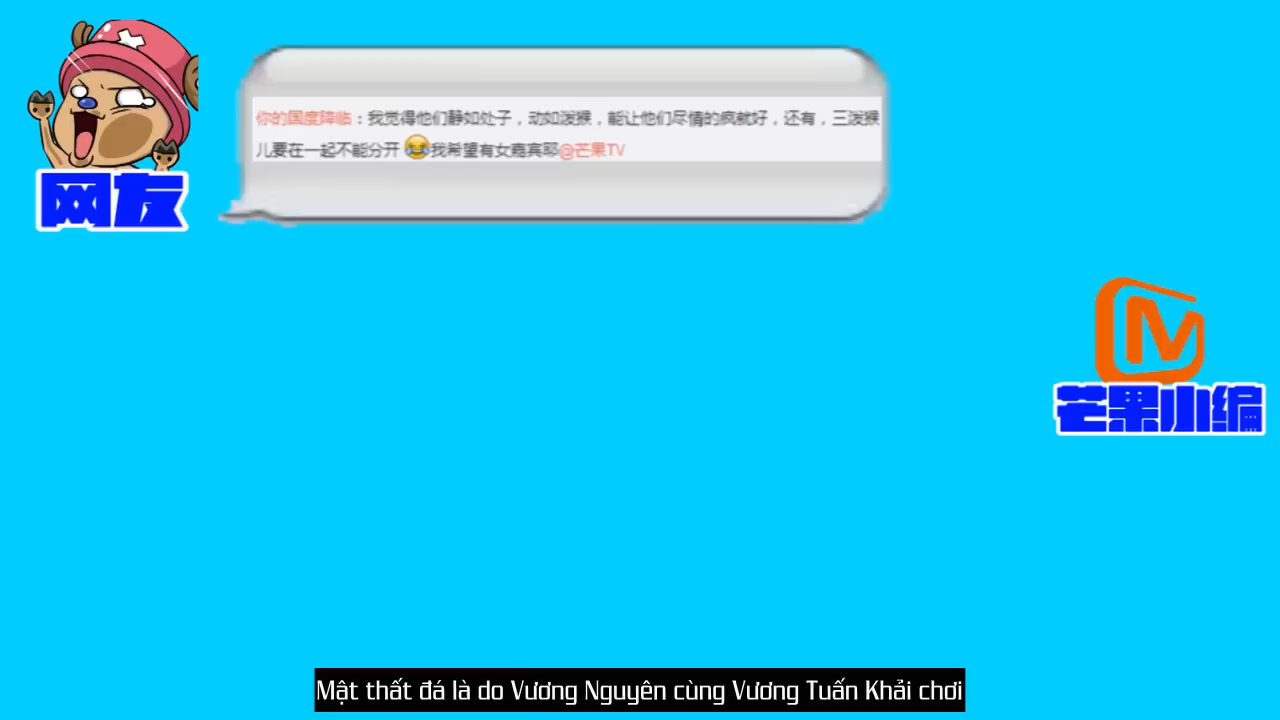 你的国度降临：我觉得他们静如处子，动如泼猴，能让他们尽情的疯就好，还有，三泼猴
儿要在一起不能分开 😂我希望有女嘉宾耶@芒果TV
网友
芒果小编
Mật thất đá là do Vương Nguyên cùng Vương Tuấn Khải chơi